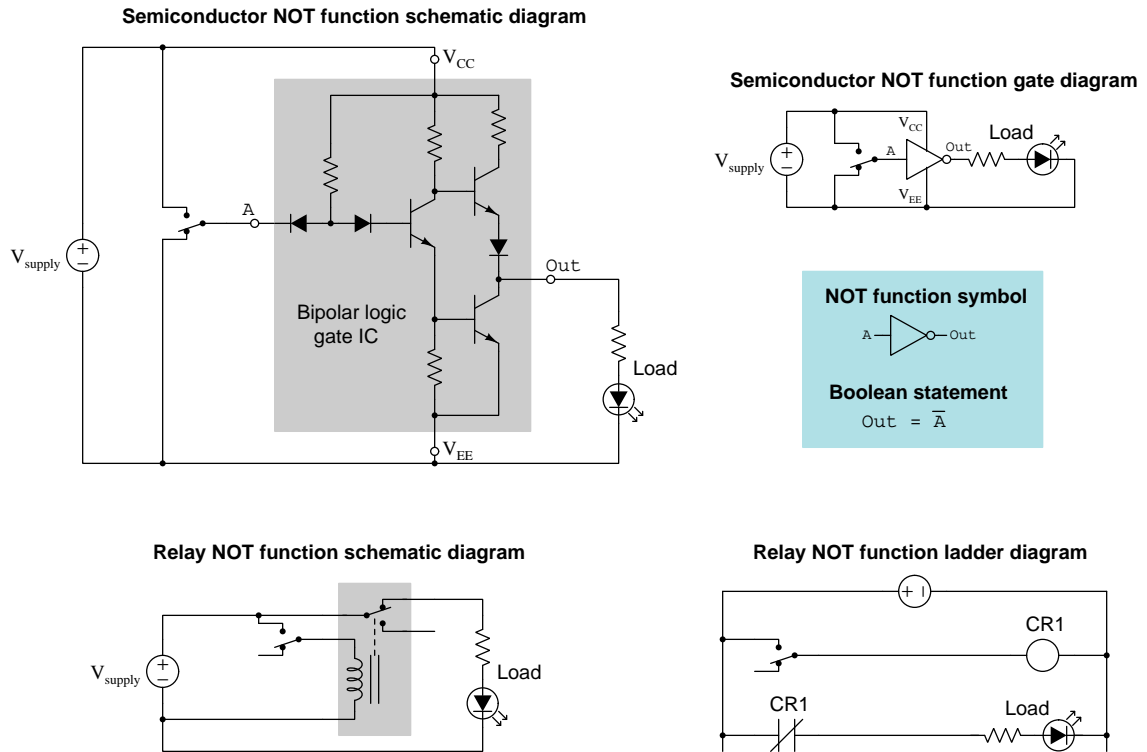 Semiconductor NOT function schematic diagram
VCC
A
Vsupply
+
-
Bipolar logic
gate IC
Out
Load
VEE
Semiconductor NOT function gate diagram
VCC
Load
Vsupply
+
-
A
Out
VEE
NOT function symbol
A
Out
Boolean statement
Out = A̅
Relay NOT function schematic diagram
Vsupply
+
-
Load
Relay NOT function ladder diagram
+ -
CR1
CR1
Load